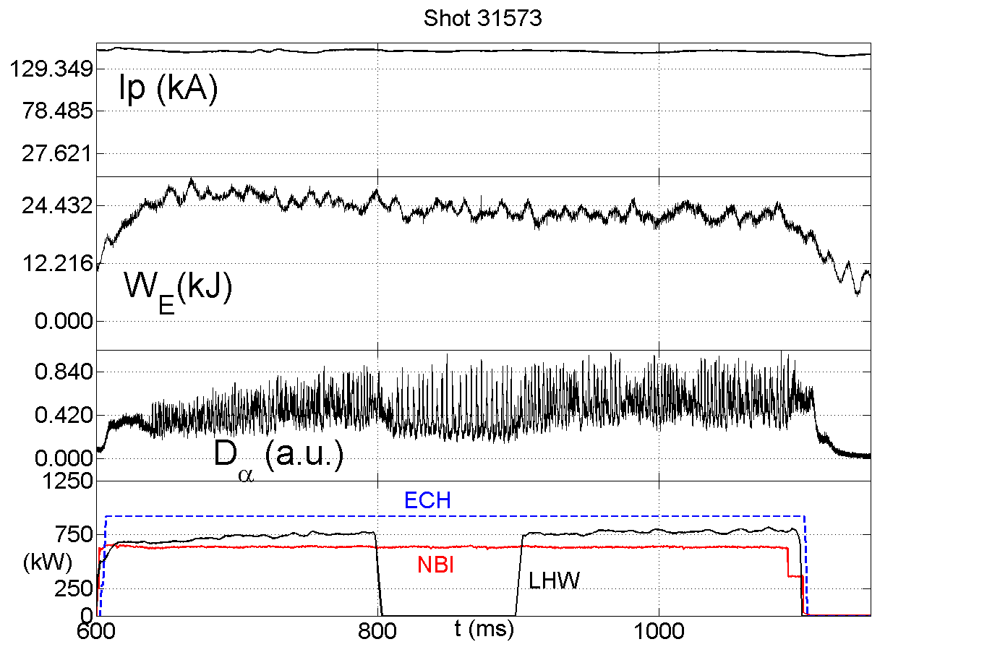 Shot 31573
129.349
Ip (kA)
78.485
27.621
24.432
12.216
W_E(kJ)
0.000
0.840
0.420
0.000
D_α (a.u.)
1250
ECH
750
(kW)
NBI
LHW
250
0
600 800 t (ms) 1000